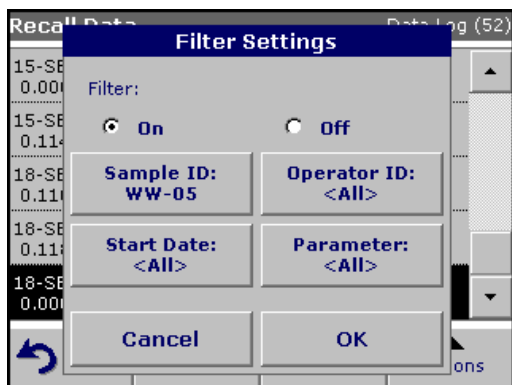 Recall Data Data Log (52)
Filter Settings
15-SE
0.00
Filter:
On Off
15-SE
0.114
Sample ID: Operator ID:
WW-05 <All>
18-SE
0.11
Start Date: Parameter:
<All> <All>
18-SE
0.118
18-SE
0.00
Cancel OK
ons